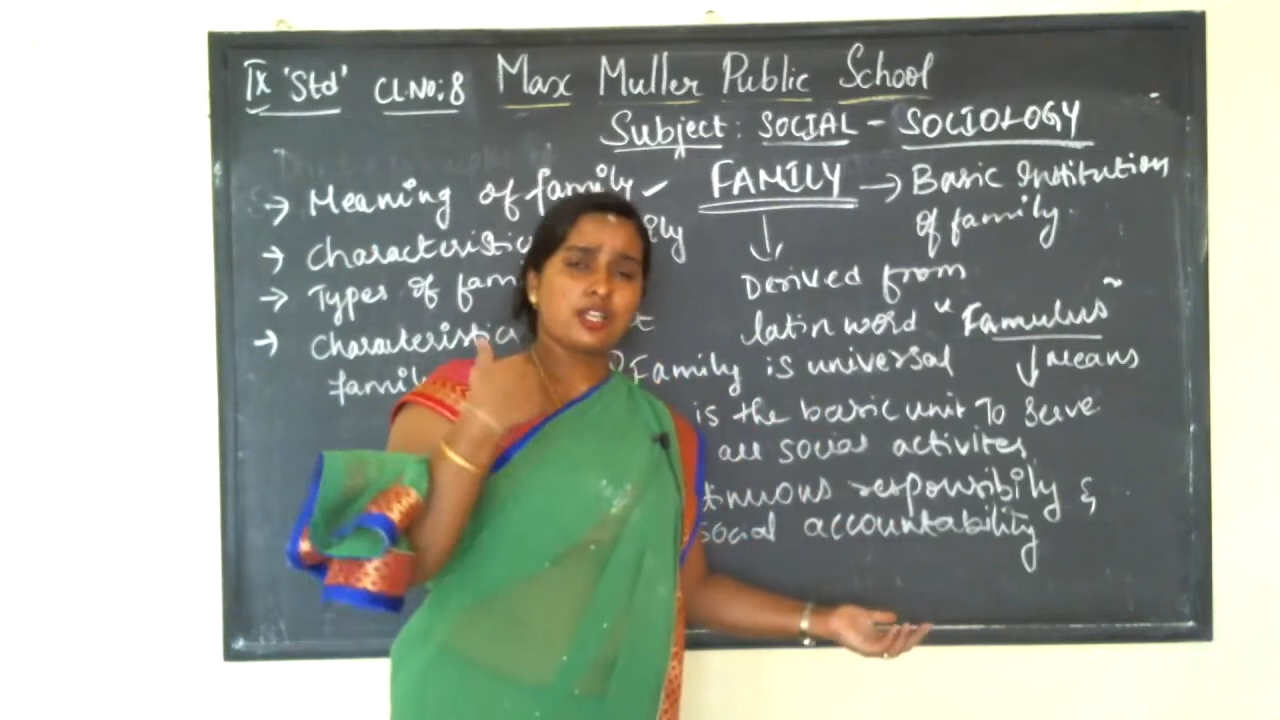 IX 'Std' Cl.No: 8 Max Muller Public School
Subject: SOCIAL - SOCIOLOGY
→ Meaning of family
→ Characteristic
→ Types of fam
→ Characteristic
famil
FAMILY → Basic Institution
of family.
↓
Derived from
latin word "Famulus"
↓ Means
Family is universal
is the basic unit To Serve
all social activites
tinuous responsibily &
social accountability